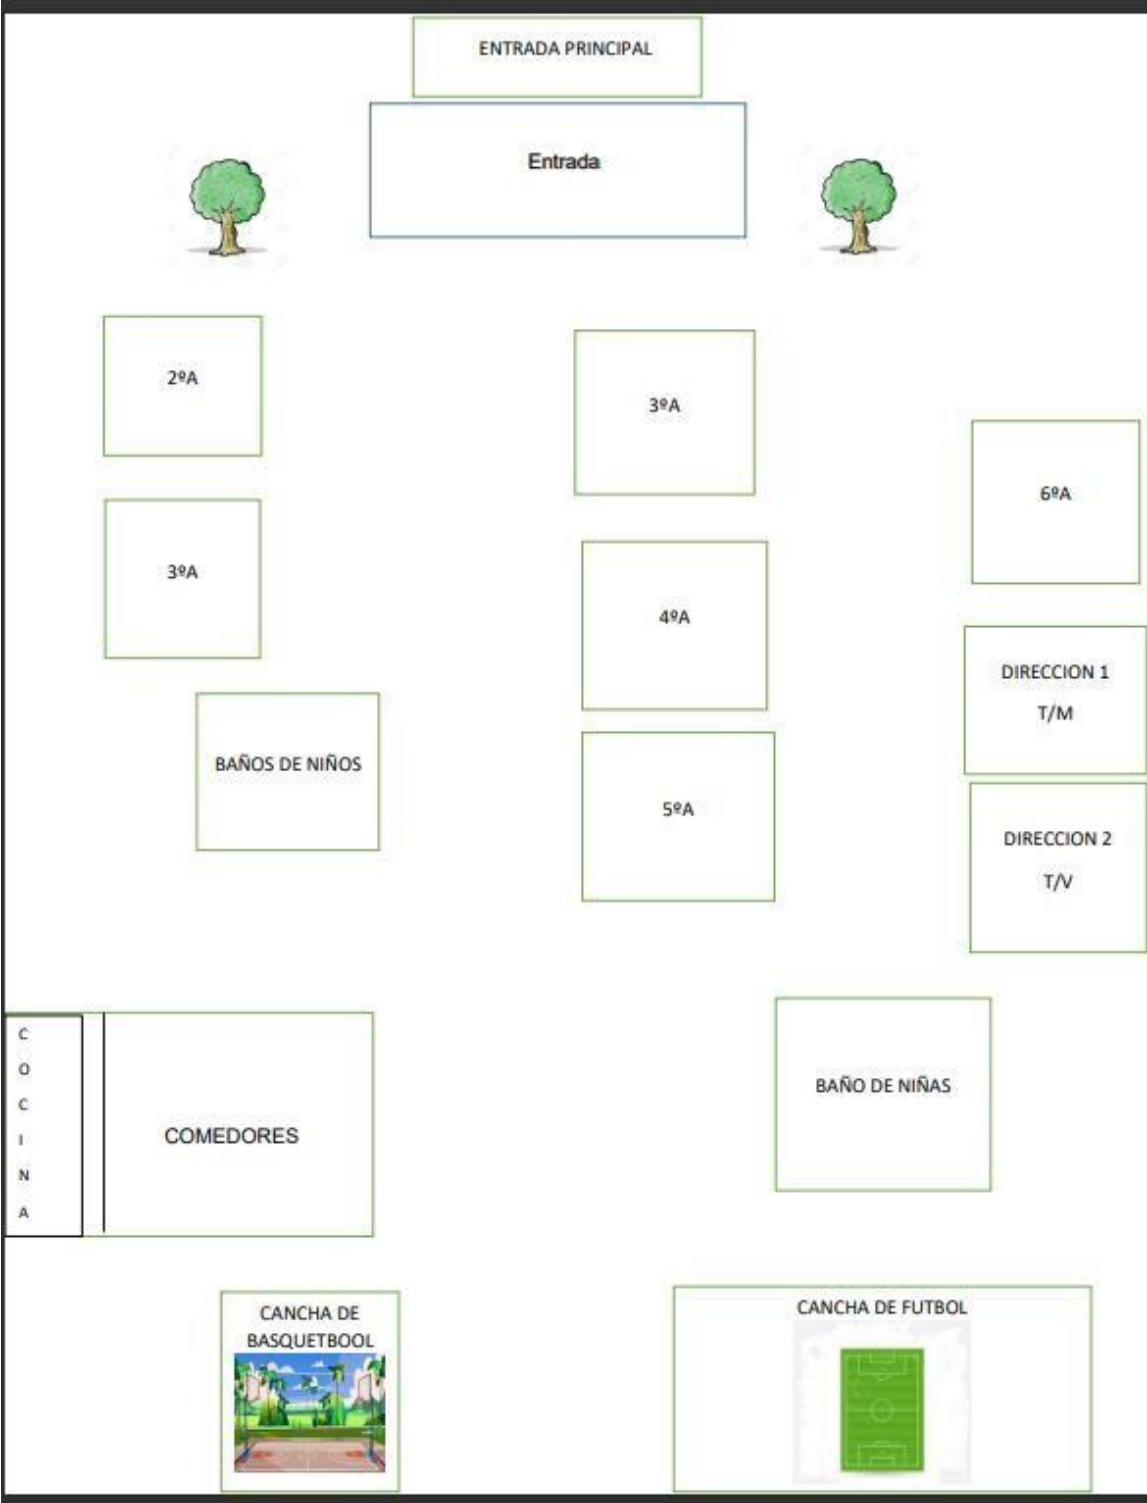 ENTRADA PRINCIPAL
Entrada
2ºA
3ºA
3ºA
6ºA
4ºA
DIRECCION 1
T/M
BAÑOS DE NIÑOS
5ºA
DIRECCION 2
T/V
C
O
C
I
N
A
COMEDORES
BAÑO DE NIÑAS
CANCHA DE
BASQUETBOOL
CANCHA DE FUTBOL